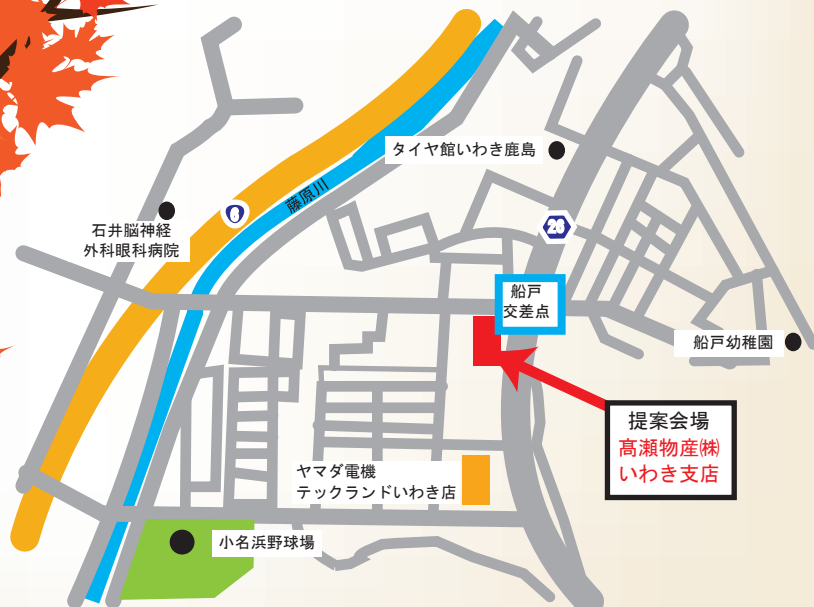 タイヤ館いわき鹿島
藤原川
6
石井脳神経
外科眼科病院
26
船戸
交差点
船戸幼稚園
提案会場
髙瀬物産㈱
いわき支店
ヤマダ電機
テックランドいわき店
小名浜野球場